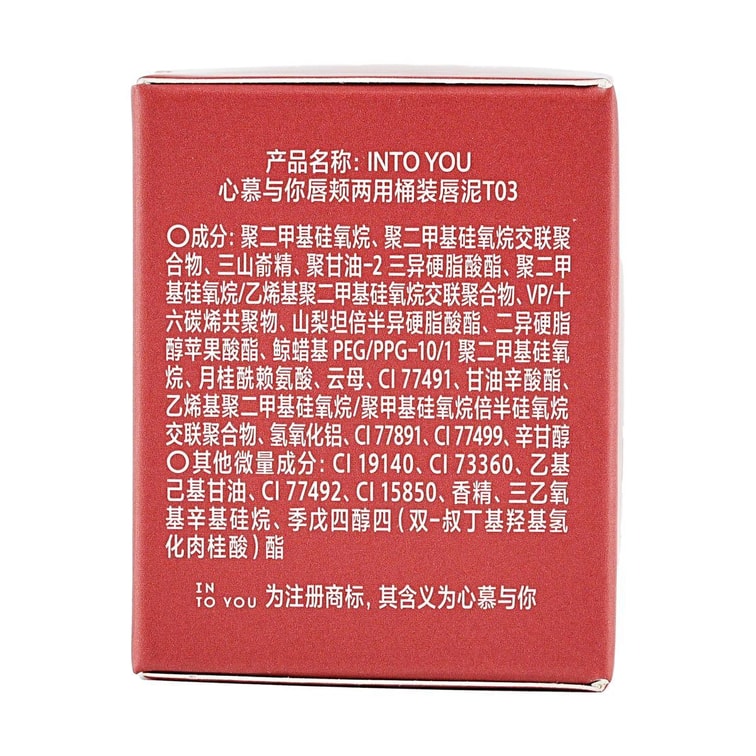 产品名称: INTO YOU
心慕与你唇颊两用桶装唇泥T03
〇成分: 聚二甲基硅氧烷、聚二甲基硅氧烷交联聚
合物、三山嵛精、聚甘油-2 三异硬脂酸酯、聚二甲
基硅氧烷/乙烯基聚二甲基硅氧烷交联聚合物、VP/十
六碳烯共聚物、山梨坦倍半异硬脂酸酯、二异硬脂
醇苹果酸酯、鲸蜡基 PEG/PPG-10/1 聚二甲基硅氧
烷、月桂酰赖氨酸、云母、CI 77491、甘油辛酸酯、
乙烯基聚二甲基硅氧烷/聚甲基硅氧烷倍半硅氧烷
交联聚合物、氢氧化铝、CI 77891、CI 77499、辛甘醇
〇其他微量成分: CI 19140、CI 73360、乙基
己基甘油、CI 77492、CI 15850、香精、三乙氧
基辛基硅烷、季戊四醇四(双-叔丁基羟基氢
化肉桂酸)酯
IN
TO YOU 为注册商标, 其含义为心慕与你